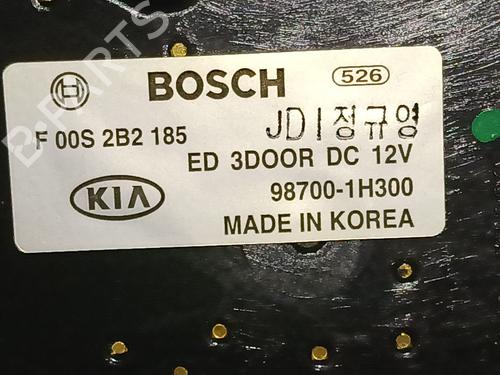 BOSCH 526
F 00S 2B2 185 JD1정규영
ED 3DOOR DC 12V
KIA 98700-1H300
MADE IN KOREA
B-PARTS